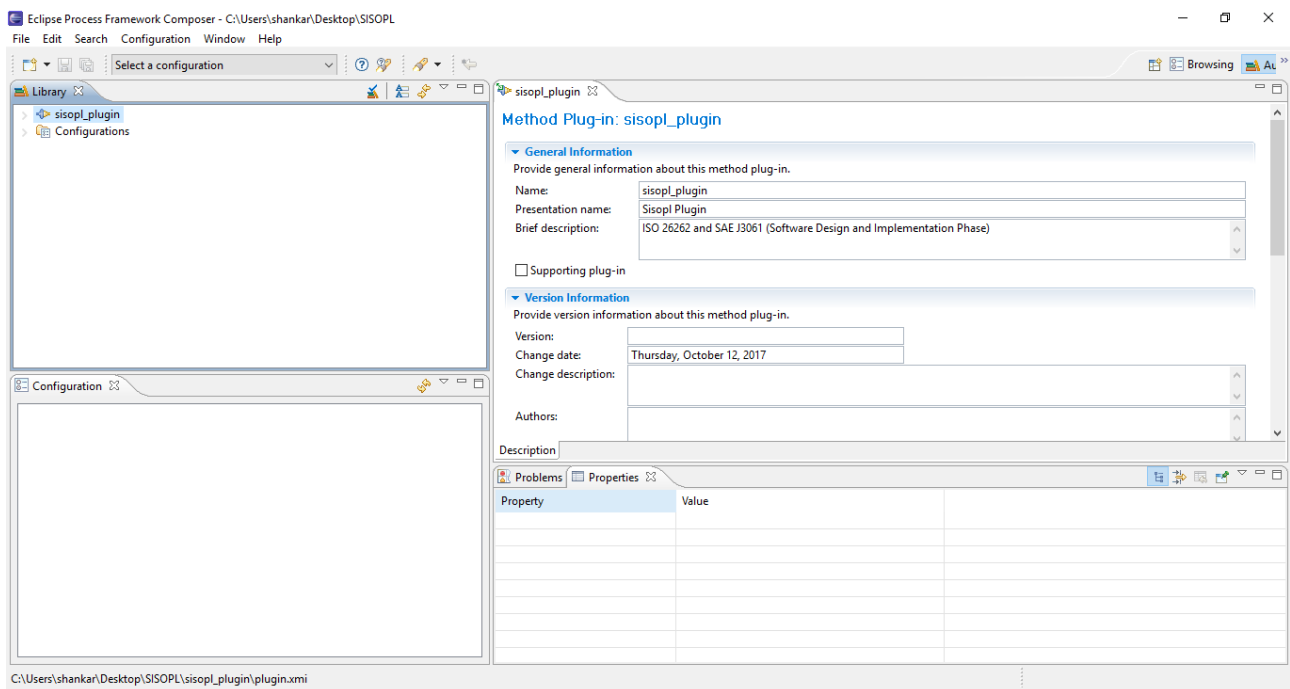 Eclipse Process Framework Composer - C:\Users\shankar\Desktop\SISOPL
File Edit Search Configuration Window Help
Select a configuration
Browsing Au
Library
sisopl_plugin
Configurations
Configuration
sisopl_plugin
Method Plug-in: sisopl_plugin
General Information
Provide general information about this method plug-in.
Name: sisopl_plugin
Presentation name: Sisopl Plugin
Brief description: ISO 26262 and SAE J3061 (Software Design and Implementation Phase)
Supporting plug-in
Version Information
Provide version information about this method plug-in.
Version:
Change date: Thursday, October 12, 2017
Change description:
Authors:
Description
Problems Properties
Property Value
C:\Users\shankar\Desktop\SISOPL\sisopl_plugin\plugin.xmi